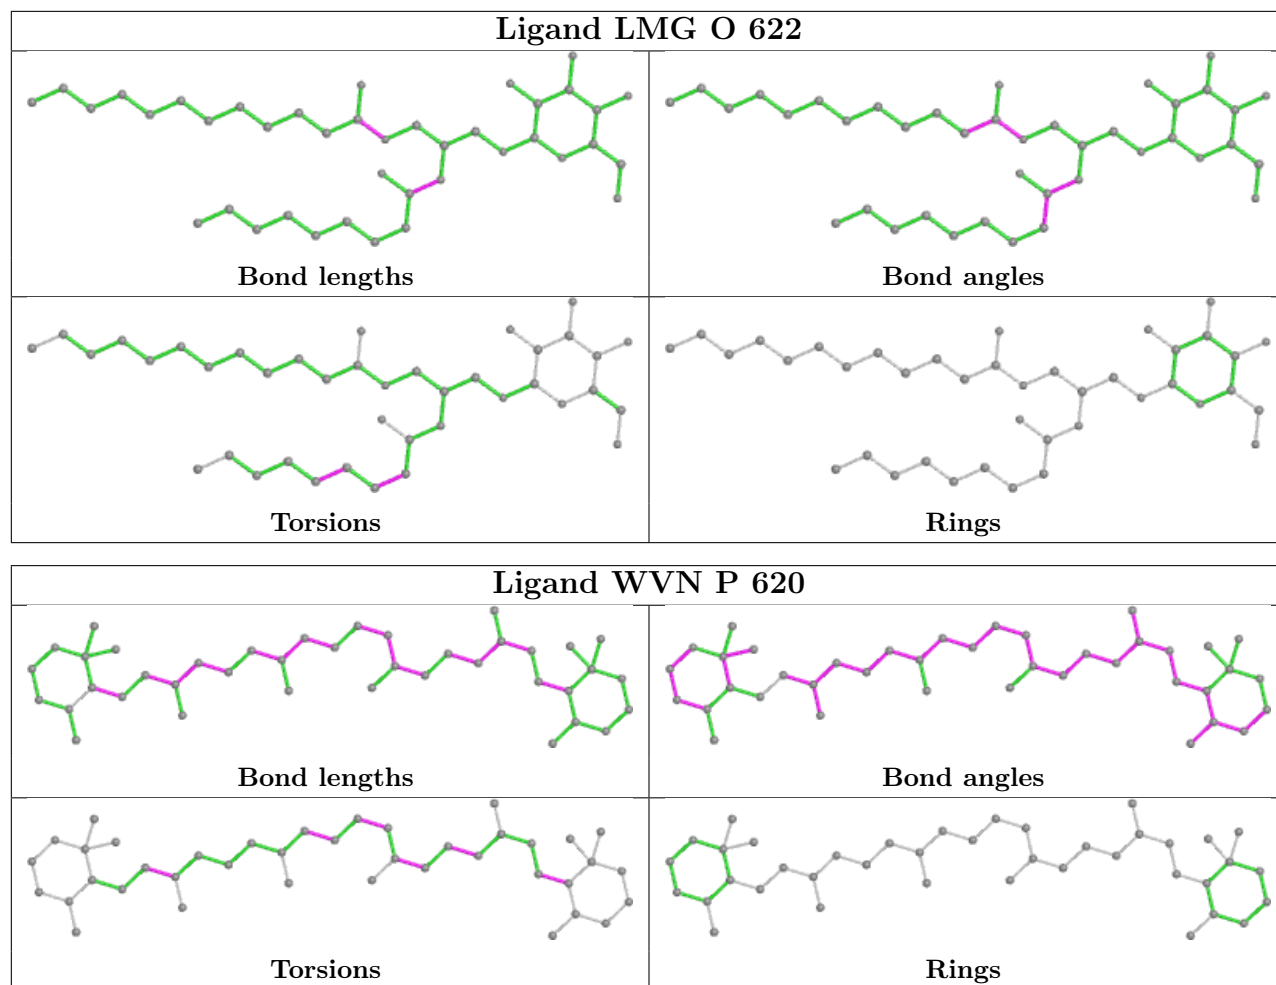 Ligand LMG O 622
Bond lengths
Bond angles
Torsions
Rings
Ligand WVN P 620
Bond lengths
Bond angles
Torsions
Rings